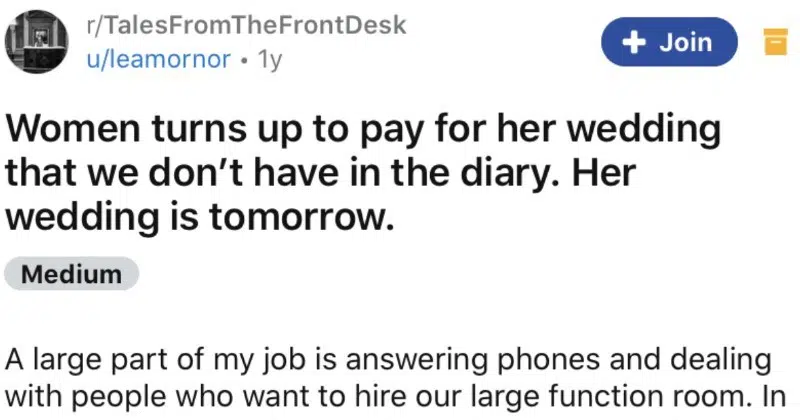 r/TalesFromTheFrontDesk
u/leamornor • 1y
Join
Women turns up to pay for her wedding
that we don’t have in the diary. Her
wedding is tomorrow.
Medium
A large part of my job is answering phones and dealing
with people who want to hire our large function room. In